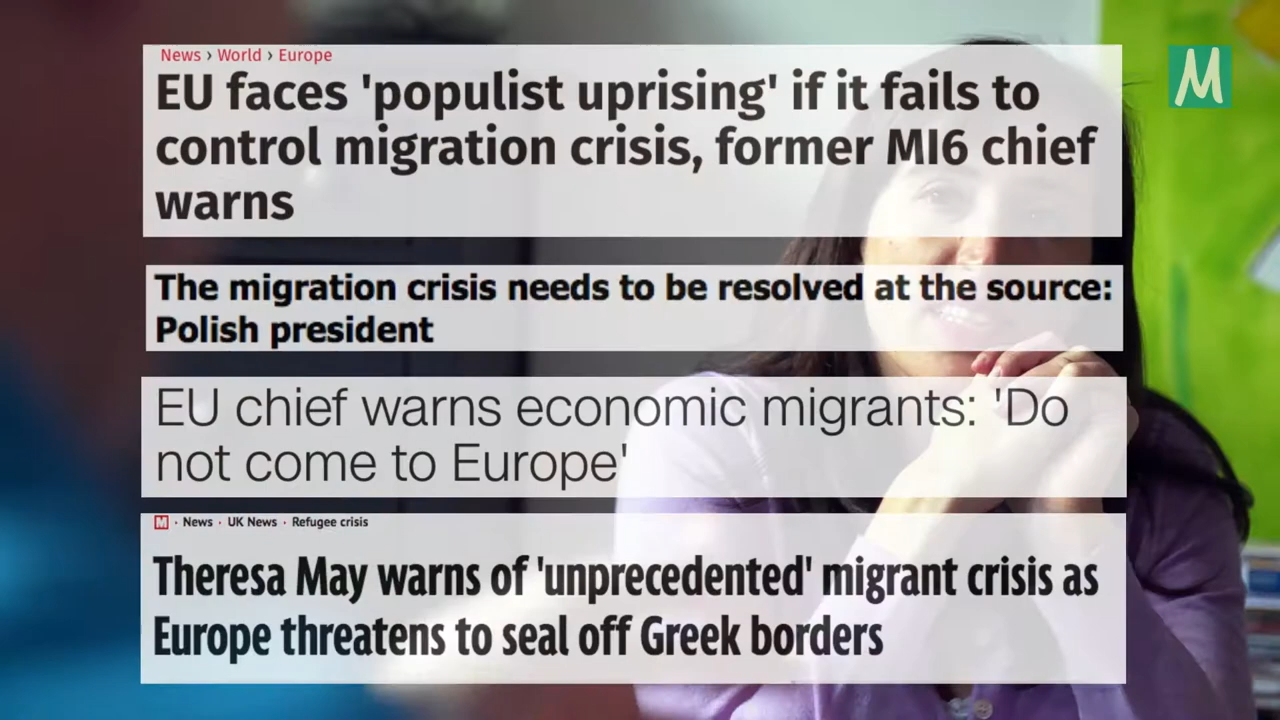 M
News › World › Europe
EU faces 'populist uprising' if it fails to
control migration crisis, former MI6 chief
warns
The migration crisis needs to be resolved at the source:
Polish president
EU chief warns economic migrants: 'Do
not come to Europe'
M · News · UK News · Refugee crisis
Theresa May warns of 'unprecedented' migrant crisis as
Europe threatens to seal off Greek borders